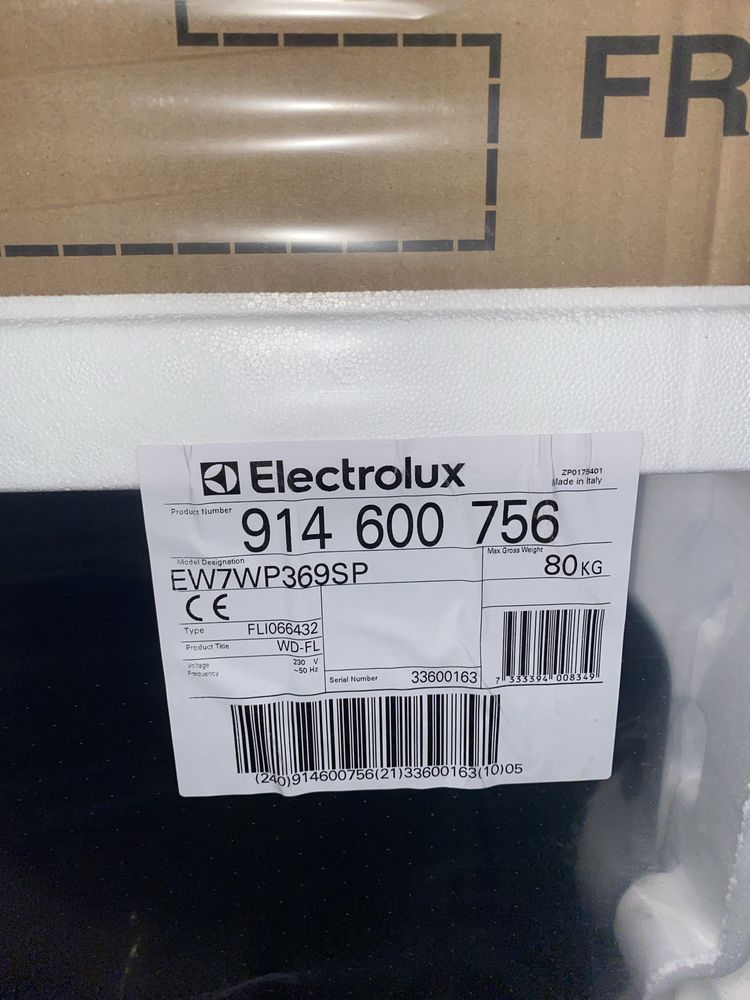 FR
Electrolux
ZP0175401
Made in Italy
Product Number
914 600 756
Model Designation
EW7WP369SP
Max.Gross Weight
80KG
CE
Type FLI066432
Product Title WD-FL
Voltage 230 V
Frequency ~50 Hz
Serial Number 33600163
7 333394 008349
(240)914600756(21)33600163(10)05